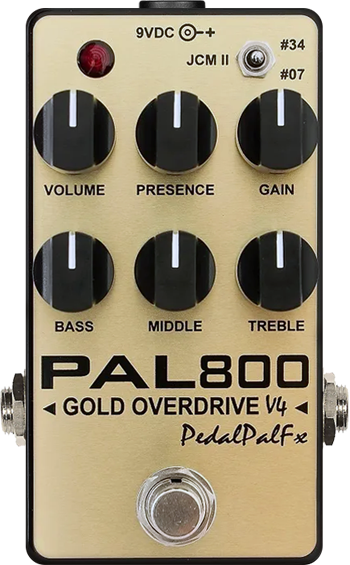 9VDC - +
#34
JCM II
#07
VOLUME PRESENCE GAIN
BASS MIDDLE TREBLE
PAL800
◄ GOLD OVERDRIVE V4 ◄
PedalPalFx